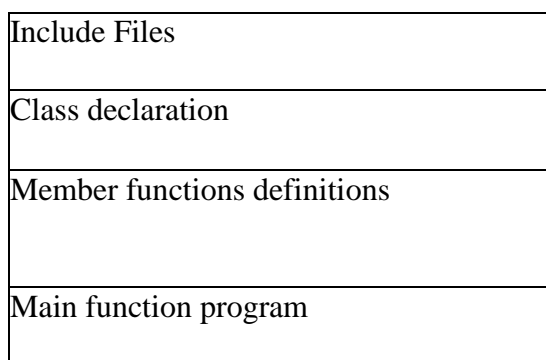 Include Files
Class declaration
Member functions definitions
Main function program